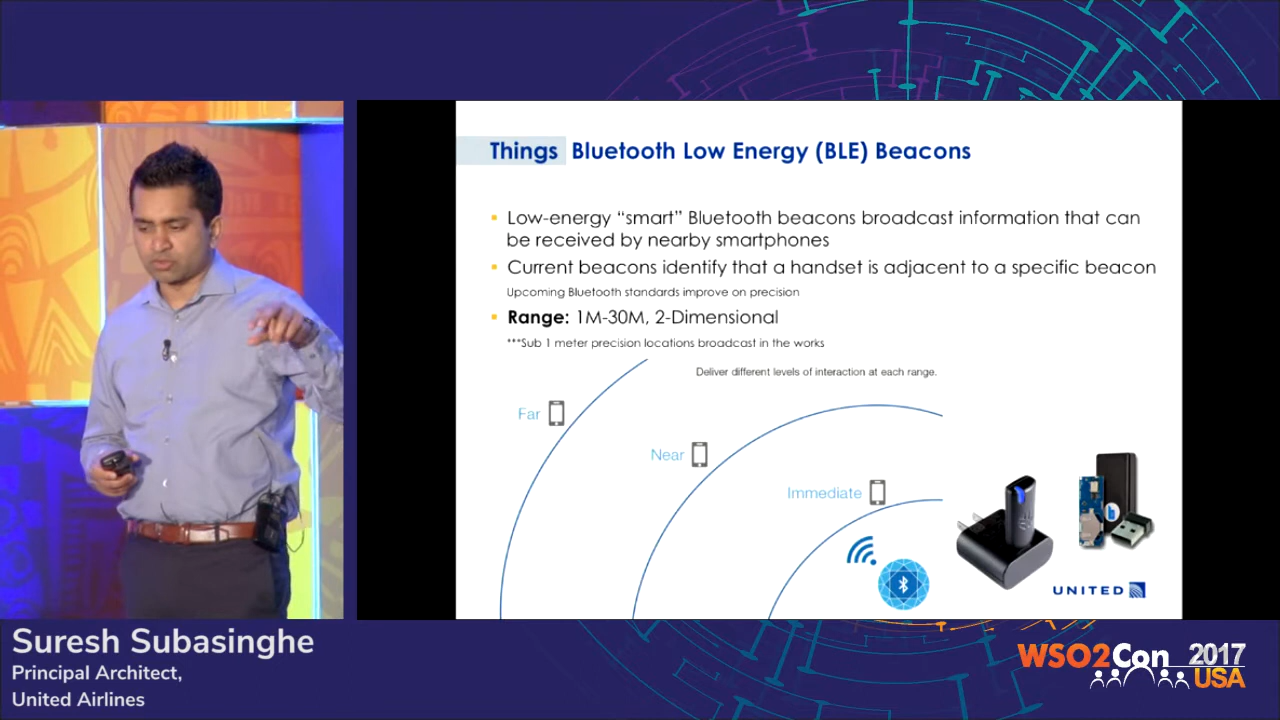 Things Bluetooth Low Energy (BLE) Beacons
▪ Low-energy “smart” Bluetooth beacons broadcast information that can
be received by nearby smartphones
▪ Current beacons identify that a handset is adjacent to a specific beacon
Upcoming Bluetooth standards improve on precision
▪ Range: 1M-30M, 2-Dimensional
***Sub 1 meter precision locations broadcast in the works
Deliver different levels of interaction at each range.
Far
Near
Immediate
UNITED
Suresh Subasinghe
Principal Architect,
United Airlines
WSO2Con 2017
USA